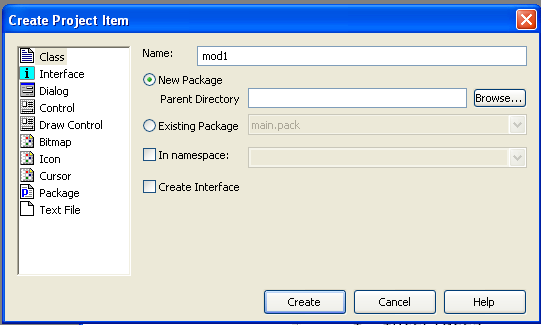 Create Project Item
Class
Interface
Dialog
Control
Draw Control
Bitmap
Icon
Cursor
Package
Text File
Name: mod1
New Package
Parent Directory Browse...
Existing Package main.pack
In namespace:
Create Interface
Create Cancel Help